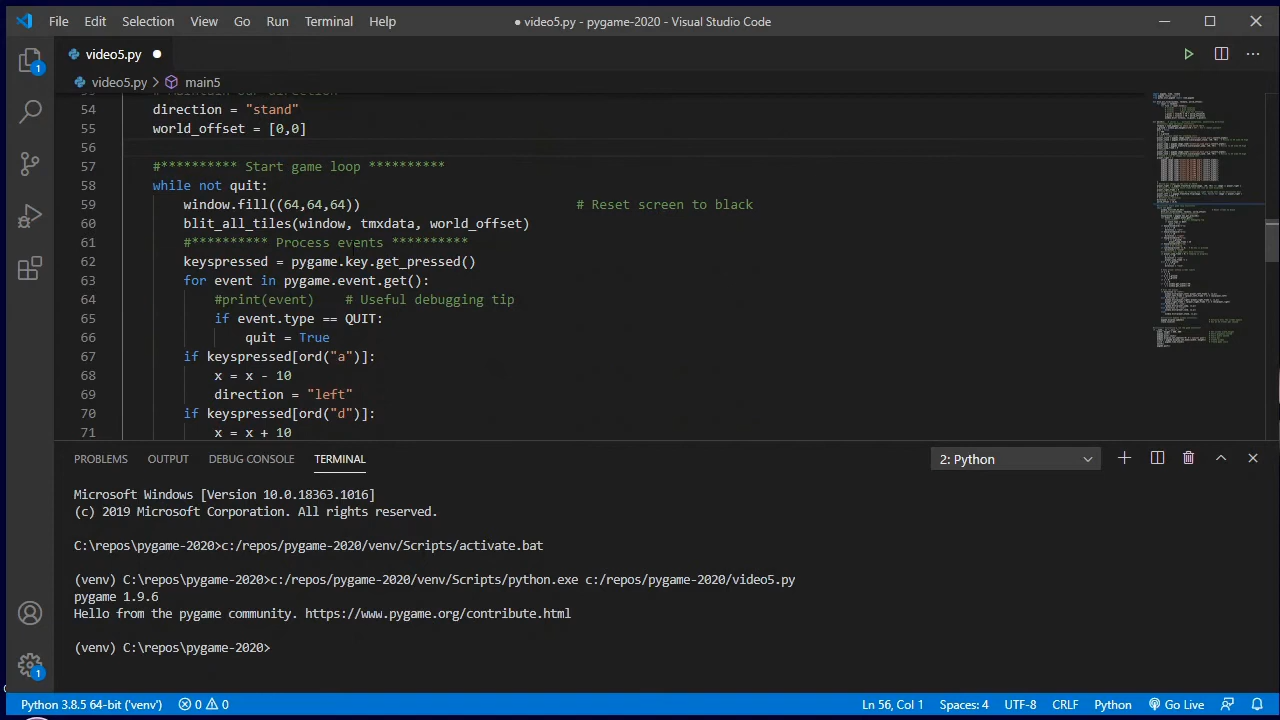 File Edit Selection View Go Run Terminal Help
● video5.py - pygame-2020 - Visual Studio Code
video5.py
1
video5.py > main5
54 direction = "stand"
55 world_offset = [0,0]
56
57 #********** Start game loop **********
58 while not quit:
59 window.fill((64,64,64)) # Reset screen to black
60 blit_all_tiles(window, tmxdata, world_offset)
61 #********** Process events **********
62 keyspressed = pygame.key.get_pressed()
63 for event in pygame.event.get():
64 #print(event) # Useful debugging tip
65 if event.type == QUIT:
66 quit = True
67 if keyspressed[ord("a")]:
68 x = x - 10
69 direction = "left"
70 if keyspressed[ord("d")]:
71 x = x + 10
PROBLEMS OUTPUT DEBUG CONSOLE TERMINAL 2: Python
Microsoft Windows [Version 10.0.18363.1016]
(c) 2019 Microsoft Corporation. All rights reserved.
C:\repos\pygame-2020>c:/repos/pygame-2020/venv/Scripts/activate.bat
(venv) C:\repos\pygame-2020>c:/repos/pygame-2020/venv/Scripts/python.exe c:/repos/pygame-2020/video5.py
pygame 1.9.6
Hello from the pygame community. https://www.pygame.org/contribute.html
(venv) C:\repos\pygame-2020>
1
Python 3.8.5 64-bit ('venv') 0 0 Ln 56, Col 1 Spaces: 4 UTF-8 CRLF Python Go Live